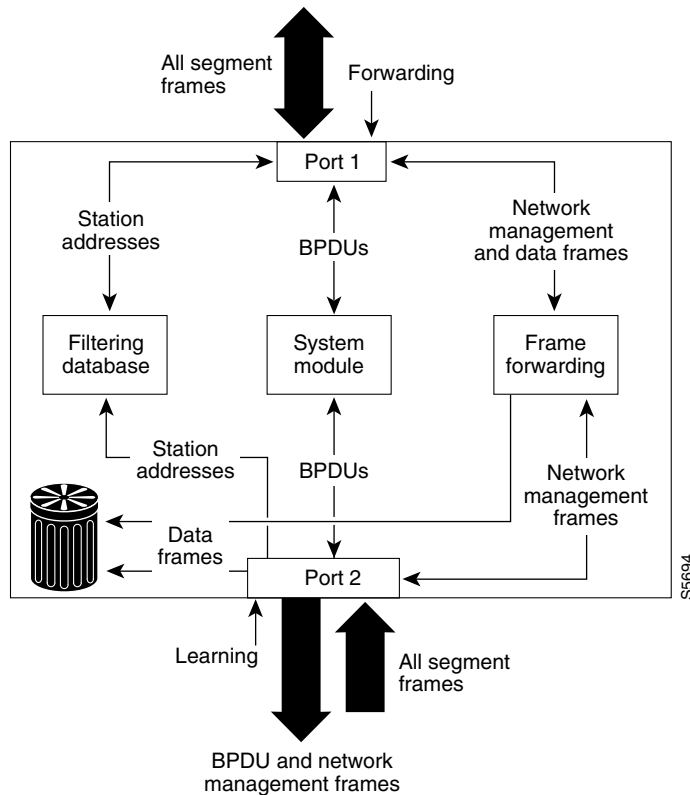 All segment
frames
Forwarding
Port 1
Station
addresses
BPDUs
Network
management
and data frames
Filtering
database
System
module
Frame
forwarding
Station
addresses
BPDUs
Network
management
frames
Data
frames
Port 2
S5694
Learning
All segment
frames
BPDU and network
management frames